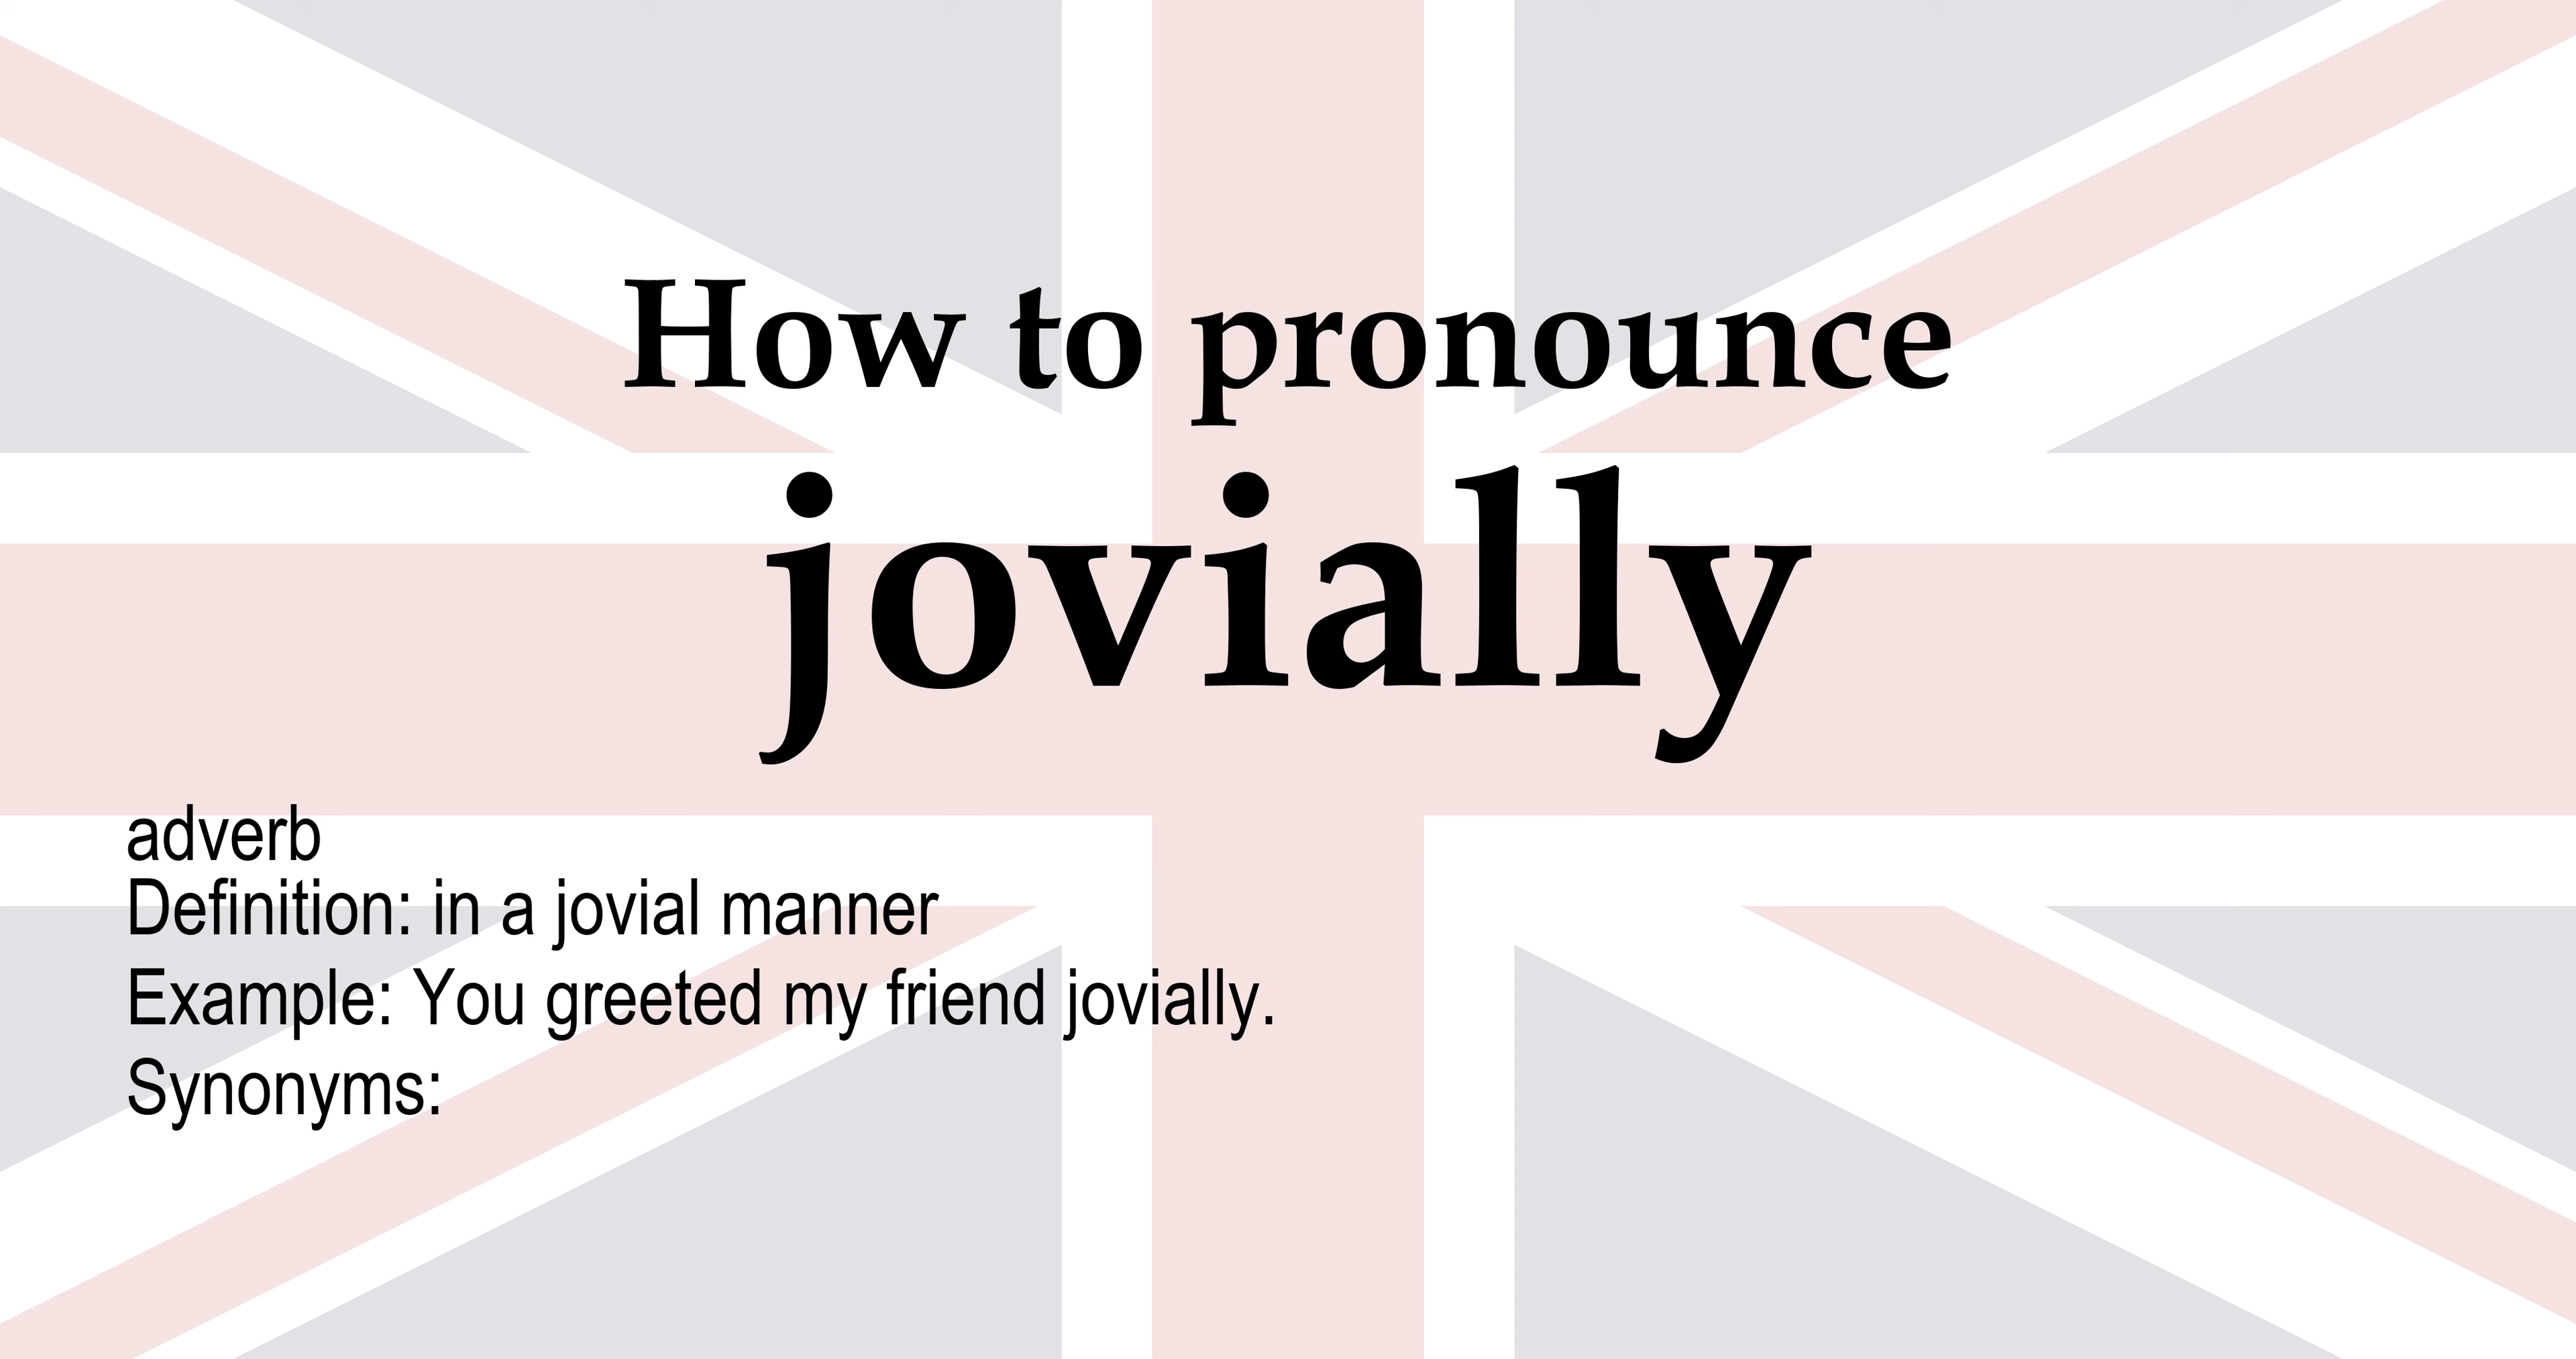 How to pronounce
jovially
adverb
Definition: in a jovial manner
Example: You greeted my friend jovially.
Synonyms: